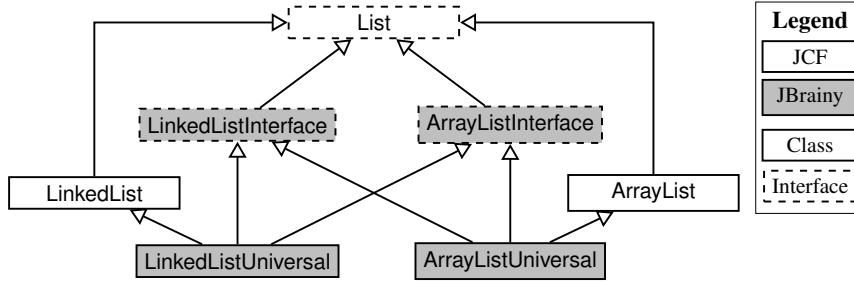 List
Legend
JCF
JBrainy
Class
Interface
LinkedListInterface
ArrayListInterface
LinkedList
ArrayList
LinkedListUniversal
ArrayListUniversal